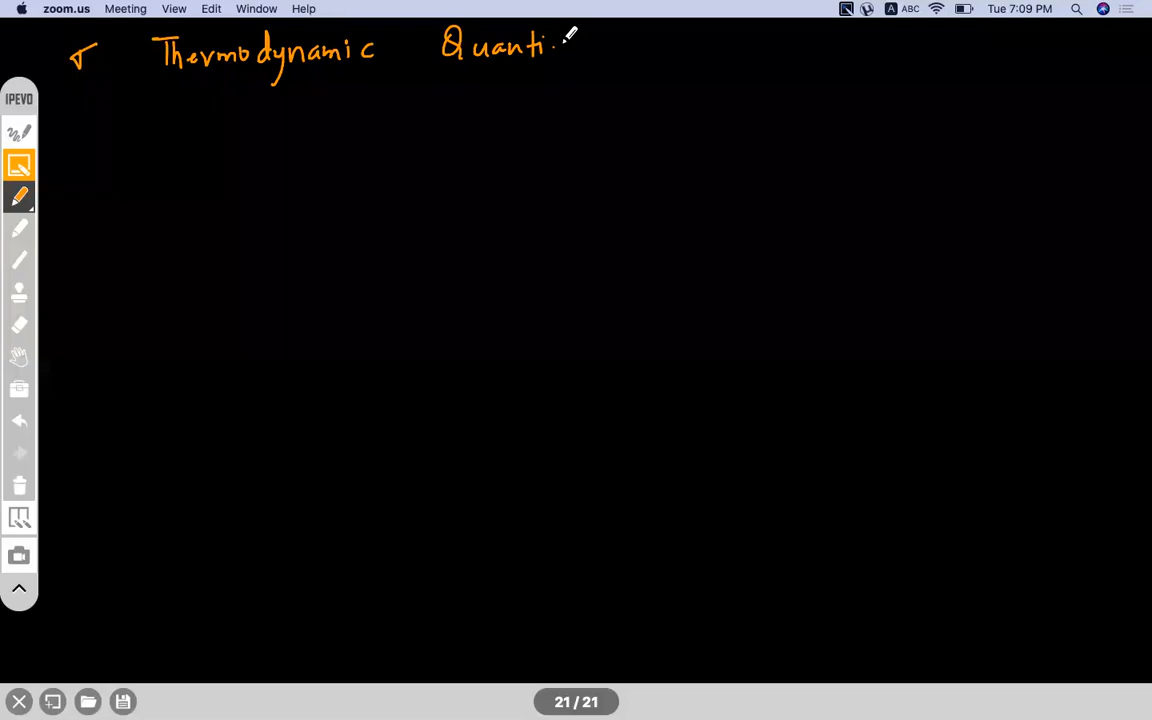 zoom.us Meeting View Edit Window Help A ABC Tue 7:09 PM
Thermodynamic Quanti
IPEVO
21 / 21